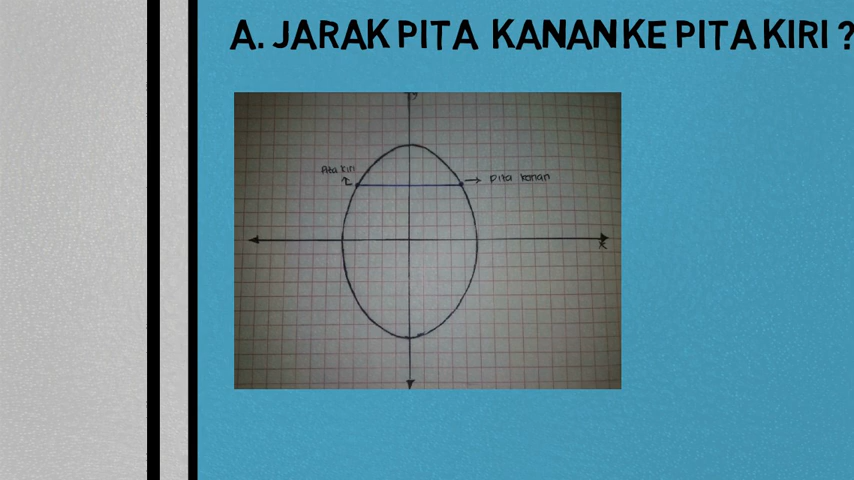 A. JARAK PITA KANAN KE PITA KIRI ?
y
Pita kiri
pita kanan
x